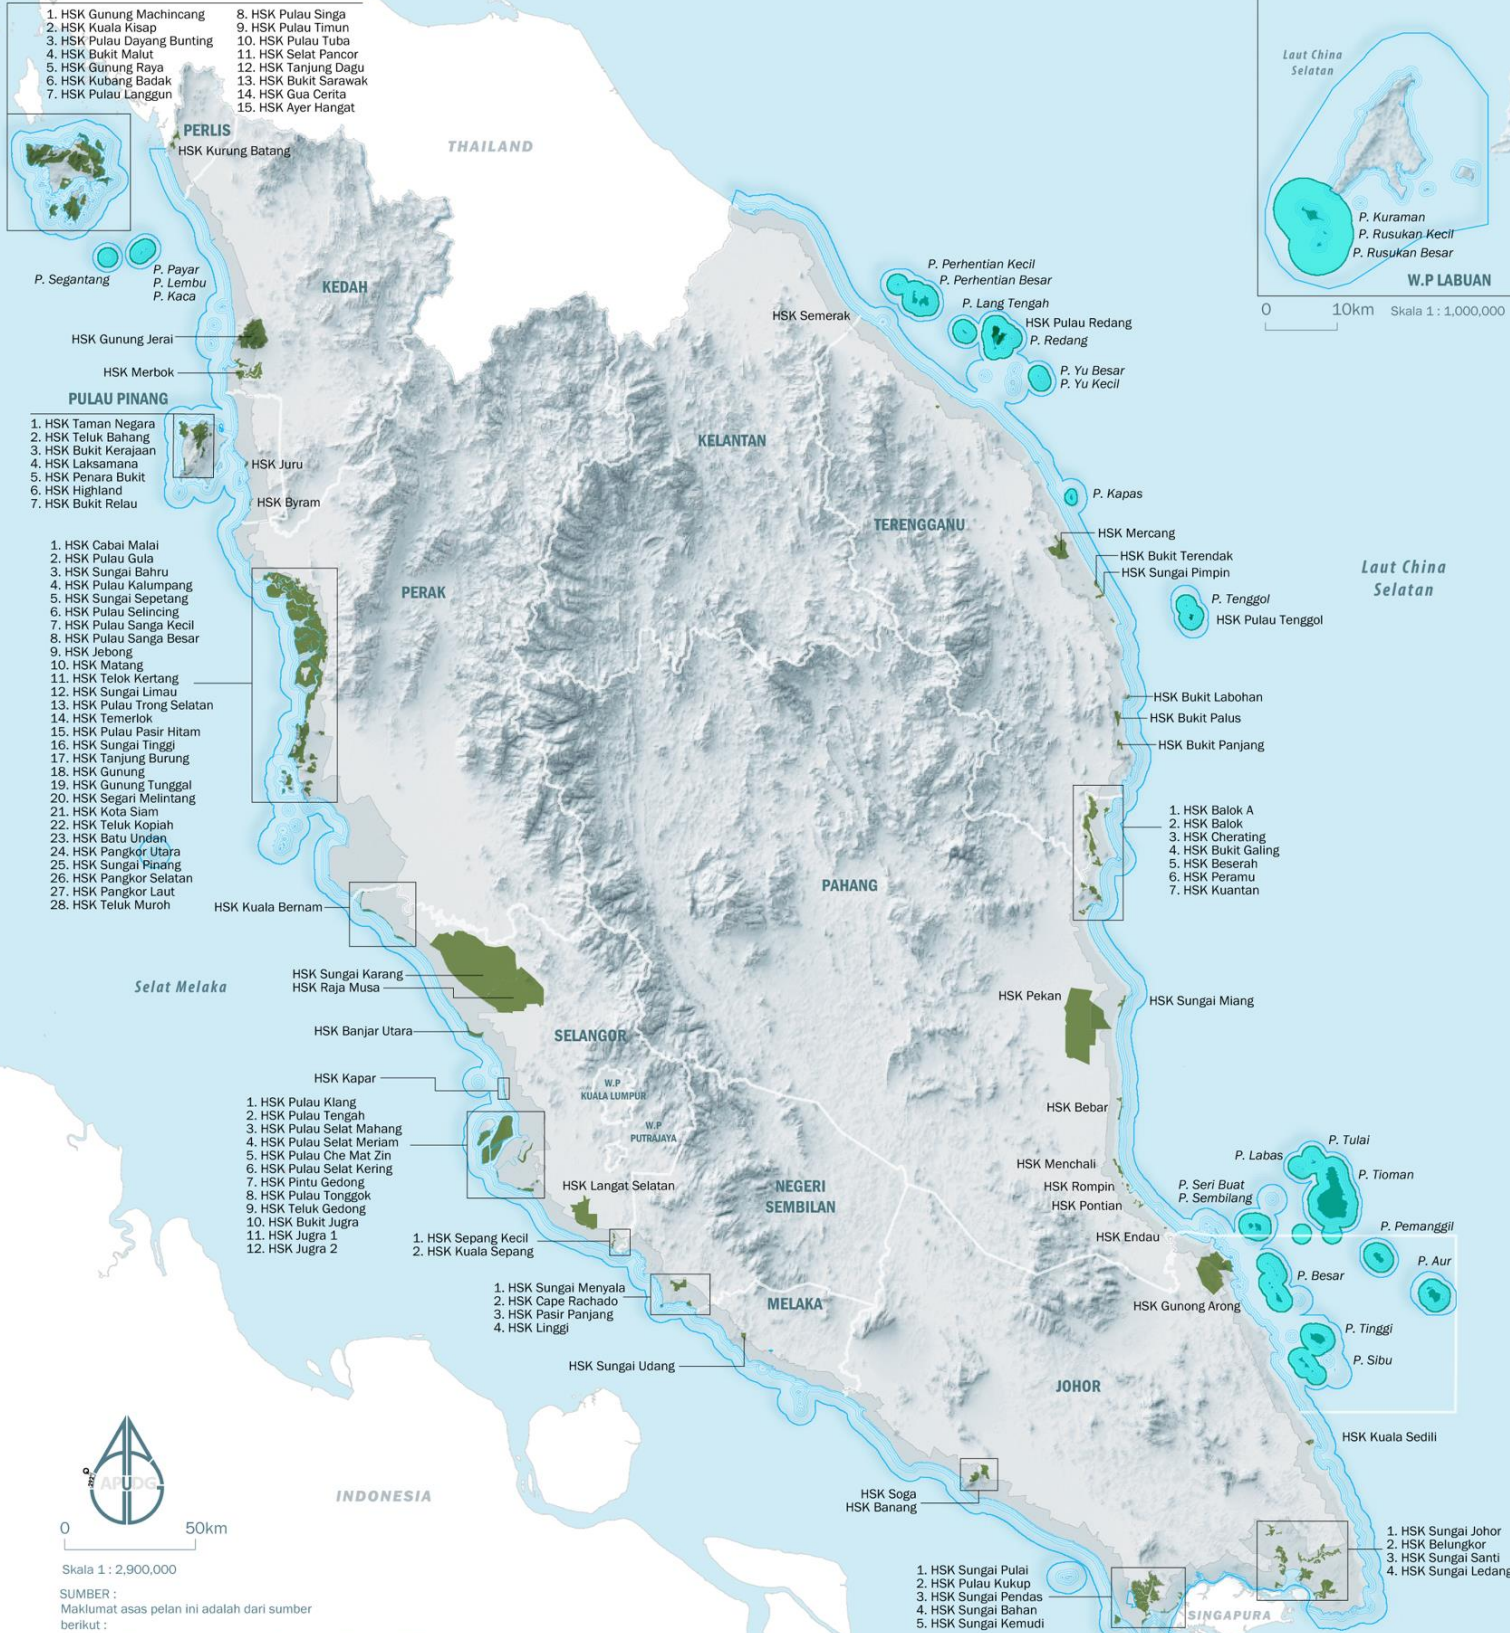 1. HSK Gunung Machincang
2. HSK Kuala Kisap
3. HSK Pulau Dayang Bunting
4. HSK Bukit Malut
5. HSK Gunung Raya
6. HSK Kubang Badak
7. HSK Pulau Langgun
8. HSK Pulau Singa
9. HSK Pulau Timun
10. HSK Pulau Tuba
11. HSK Selat Pancor
12. HSK Tanjung Dagu
13. HSK Bukit Sarawak
14. HSK Gua Cerita
15. HSK Ayer Hangat
PERLIS
HSK Kurung Batang
THAILAND
Laut China
Selatan
P. Kuraman
P. Rusukan Kecil
P. Rusukan Besar
W.P LABUAN
0 10km Skala 1 : 1,000,000
P. Segantang
P. Payar
P. Lembu
P. Kaca
KEDAH
P. Perhentian Kecil
P. Perhentian Besar
P. Lang Tengah
HSK Pulau Redang
P. Redang
P. Yu Besar
P. Yu Kecil
HSK Semerak
HSK Gunung Jerai
HSK Merbok
PULAU PINANG
1. HSK Taman Negara
2. HSK Teluk Bahang
3. HSK Bukit Kerajaan
4. HSK Laksamana
5. HSK Penara Bukit
6. HSK Highland
7. HSK Bukit Relau
HSK Juru
HSK Byram
KELANTAN
P. Kapas
TERENGGANU
HSK Mercang
HSK Bukit Terendak
HSK Sungai Pimpin
P. Tenggol
HSK Pulau Tenggol
Laut China
Selatan
1. HSK Cabai Malai
2. HSK Pulau Gula
3. HSK Sungai Bahru
4. HSK Pulau Kalumpang
5. HSK Sungai Sepetang
6. HSK Pulau Selincing
7. HSK Pulau Sanga Kecil
8. HSK Pulau Sanga Besar
9. HSK Jebong
10. HSK Matang
11. HSK Telok Kertang
12. HSK Sungai Limau
13. HSK Pulau Trong Selatan
14. HSK Temerlok
15. HSK Pulau Pasir Hitam
16. HSK Sungai Tinggi
17. HSK Tanjung Burung
18. HSK Gunung
19. HSK Gunung Tunggal
20. HSK Segari Melintang
21. HSK Kota Siam
22. HSK Teluk Kopiah
23. HSK Batu Undan
24. HSK Pangkor Utara
25. HSK Sungai Pinang
26. HSK Pangkor Selatan
27. HSK Pangkor Laut
28. HSK Teluk Muroh
PERAK
HSK Bukit Labohan
HSK Bukit Palus
HSK Bukit Panjang
1. HSK Balok A
2. HSK Balok
3. HSK Cherating
4. HSK Bukit Galing
5. HSK Beserah
6. HSK Peramu
7. HSK Kuantan
PAHANG
HSK Kuala Bernam
Selat Melaka
HSK Sungai Karang
HSK Raja Musa
HSK Banjar Utara
HSK Pekan
HSK Sungai Miang
SELANGOR
HSK Kapar
W.P
KUALA LUMPUR
W.P
PUTRAJAYA
1. HSK Pulau Klang
2. HSK Pulau Tengah
3. HSK Pulau Selat Mahang
4. HSK Pulau Selat Meriam
5. HSK Pulau Che Mat Zin
6. HSK Pulau Selat Kering
7. HSK Pintu Gedong
8. HSK Pulau Tonggok
9. HSK Teluk Gedong
10. HSK Bukit Jugra
11. HSK Jugra 1
12. HSK Jugra 2
HSK Bebar
HSK Menchali
HSK Rompin
HSK Pontian
HSK Endau
P. Tulai
P. Labas
P. Tioman
P. Seri Buat
P. Sembilang
P. Pemanggil
P. Aur
P. Besar
P. Tinggi
P. Sibu
HSK Langat Selatan
NEGERI
SEMBILAN
1. HSK Sepang Kecil
2. HSK Kuala Sepang
HSK Gunong Arong
1. HSK Sungai Menyala
2. HSK Cape Rachado
3. HSK Pasir Panjang
4. HSK Linggi
MELAKA
HSK Sungai Udang
JOHOR
HSK Kuala Sedili
INDONESIA
HSK Soga
HSK Banang
APUDG
0 50km
Skala 1 : 2,900,000
SUMBER :
Maklumat asas pelan ini adalah dari sumber
berikut :
1. HSK Sungai Pulai
2. HSK Pulau Kukup
3. HSK Sungai Pendas
4. HSK Sungai Bahan
5. HSK Sungai Kemudi
1. HSK Sungai Johor
2. HSK Belungkor
3. HSK Sungai Santi
4. HSK Sungai Ledang
SINGAPURA